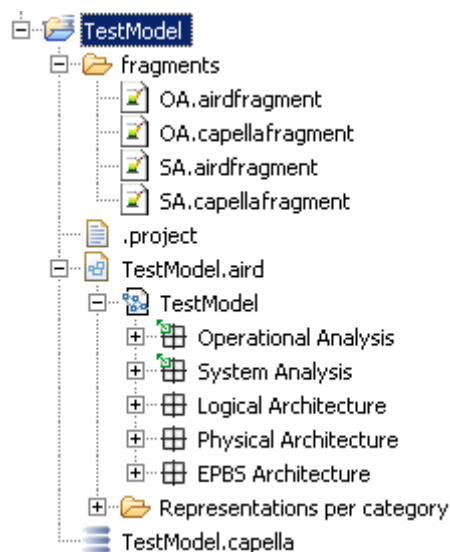 TestModel
fragments
OA.airdfragment
OA.capellafragment
SA.airdfragment
SA.capellafragment
.project
TestModel.aird
TestModel
Operational Analysis
System Analysis
Logical Architecture
Physical Architecture
EPBS Architecture
Representations per category
TestModel.capella